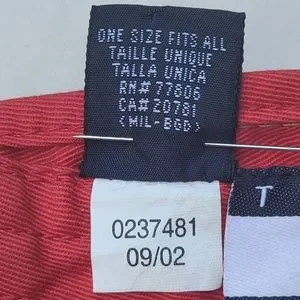 ONE SIZE FITS ALL
TAILLE UNIQUE
TALLA UNICA
RN# 77806
CA# 20781
(MIL-BGD)
0237481
09/02
T